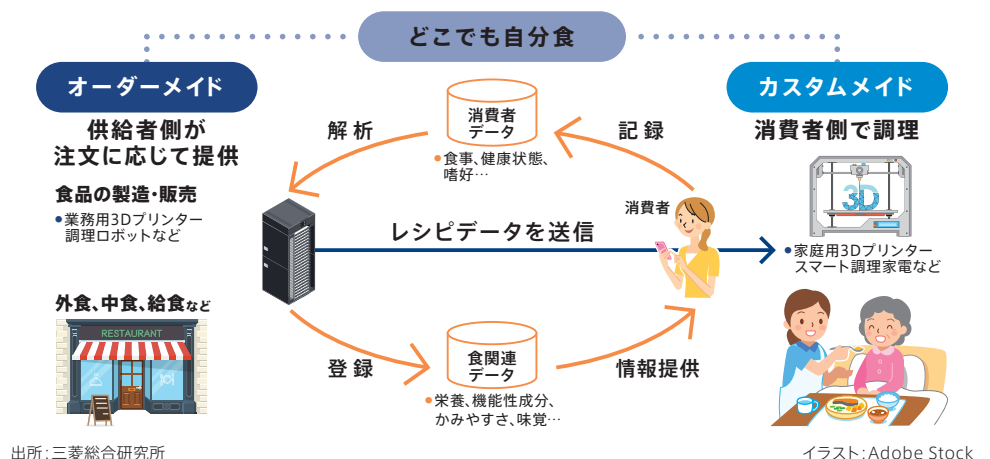 どこでも自分食
オーダーメイド
供給者側が
注文に応じて提供
食品の製造・販売
•業務用3Dプリンター
調理ロボットなど
外食、中食、給食など
RESTAURANT
解析
消費者
データ
•食事、健康状態、
嗜好…
記録
消費者
レシピデータを送信
登録
食関連
データ
•栄養、機能性成分、
かみやすさ、味覚…
情報提供
カスタムメイド
消費者側で調理
3D
•家庭用3Dプリンター
スマート調理家電など
出所：三菱総合研究所
イラスト：Adobe Stock